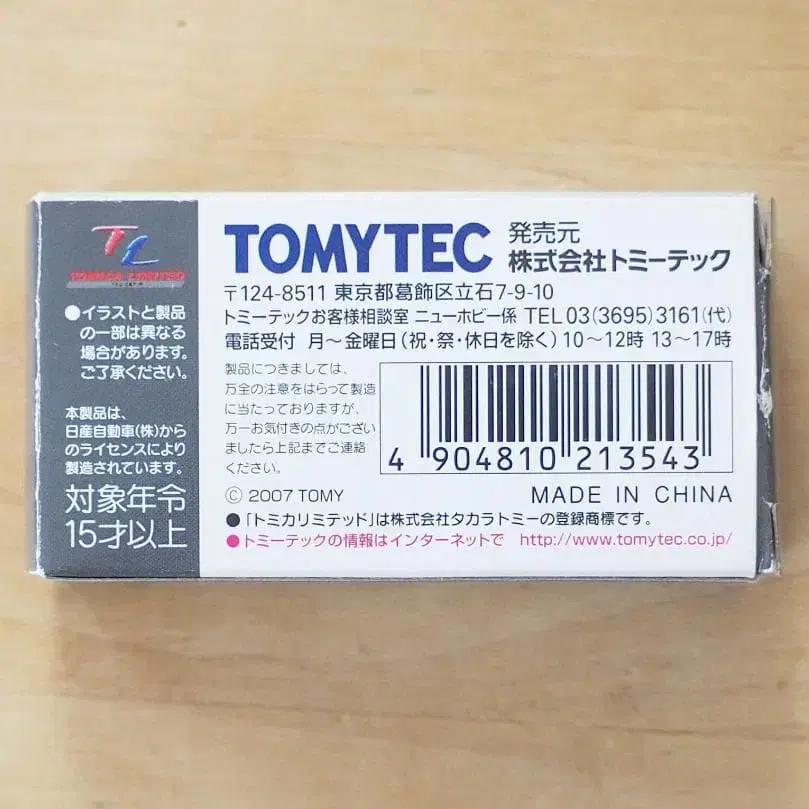 TL
TOMICA LIMITED
●イラストと製品
の一部は異なる
場合があります。
ご了承ください。
本製品は、
日産自動車(株)から
のライセンスにより
製造されています。
対象年令
15才以上
TOMYTEC 発売元
株式会社トミーテック
〒124-8511 東京都葛飾区立石7-9-10
トミーテックお客様相談室 ニューホビー係 TEL 03(3695)3161(代)
電話受付 月～金曜日(祝・祭・休日を除く) 10～12時 13～17時
製品につきましては、
万全の注意をはらって製造
に当たっておりますが、
万一お気付きの点がござい
ましたら上記までご連絡
ください。
4 904810 213543
© 2007 TOMY MADE IN CHINA
●「トミカリミテッド」は株式会社タカラトミーの登録商標です。
●トミーテックの情報はインターネットで http://www.tomytec.co.jp/